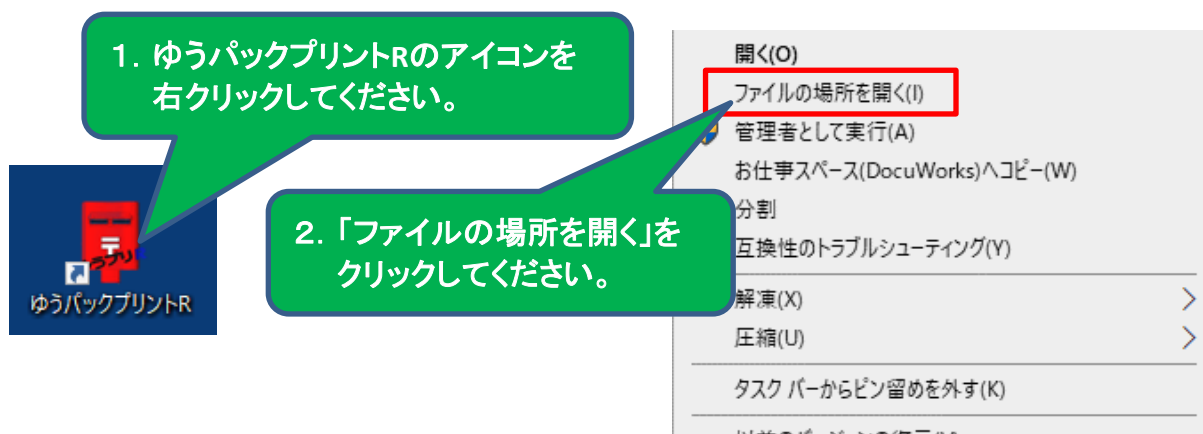 １．ゆうパックプリントRのアイコンを
右クリックしてください。
ゆうパックプリントR
２．「ファイルの場所を開く」を
クリックしてください。
開く(O)
ファイルの場所を開く(I)
管理者として実行(A)
お仕事スペース(DocuWorks)へコピー(W)
分割
互換性のトラブルシューティング(Y)
解凍(X)
圧縮(U)
タスク バーからピン留めを外す(K)